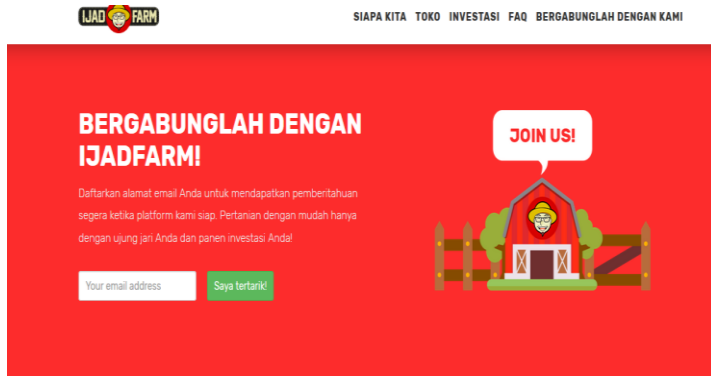 IJAD FARM
SIAPA KITA TOKO INVESTASI FAQ BERGABUNGLAH DENGAN KAMI
BERGABUNGLAH DENGAN
IJADFARM!
Daftarkan alamat email Anda untuk mendapatkan pemberitahuan
segera ketika platform kami siap. Pertanian dengan mudah hanya
dengan ujung jari Anda dan panen investasi Anda!
Your email address
Saya tertarik!
JOIN US!